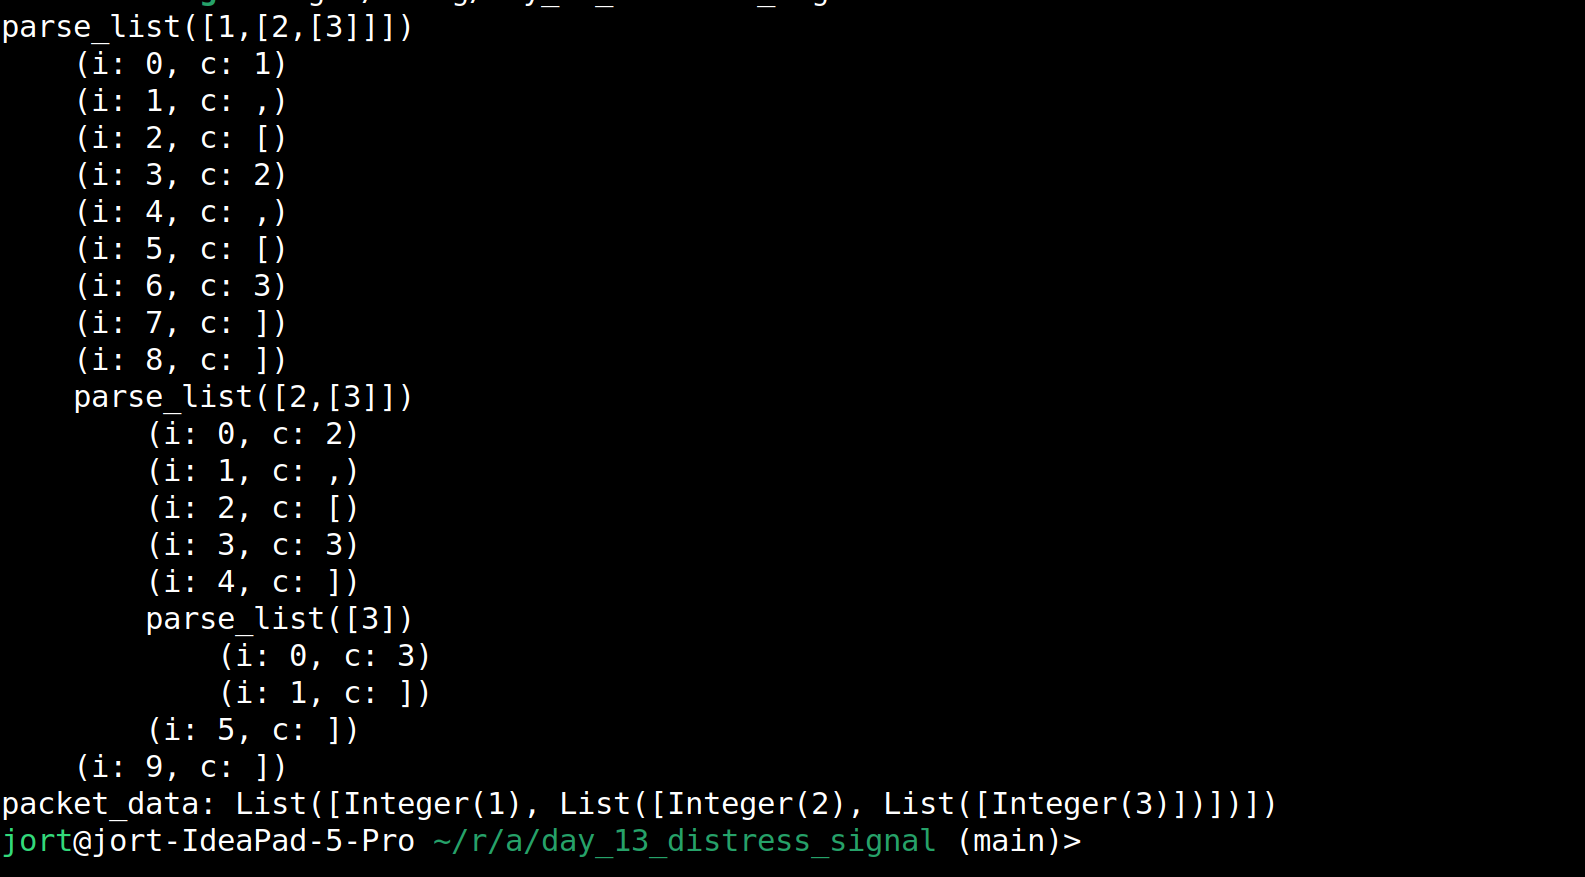 parse_list([1,[2,[3]]])
    (i: 0, c: 1)
    (i: 1, c: ,)
    (i: 2, c: [)
    (i: 3, c: 2)
    (i: 4, c: ,)
    (i: 5, c: [)
    (i: 6, c: 3)
    (i: 7, c: ])
    (i: 8, c: ])
    parse_list([2,[3]])
        (i: 0, c: 2)
        (i: 1, c: ,)
        (i: 2, c: [)
        (i: 3, c: 3)
        (i: 4, c: ])
        parse_list([3])
            (i: 0, c: 3)
            (i: 1, c: ])
        (i: 5, c: ])
    (i: 9, c: ])
packet_data: List([Integer(1), List([Integer(2), List([Integer(3)])])])
jort@jort-IdeaPad-5-Pro ~/r/a/day_13_distress_signal (main)>